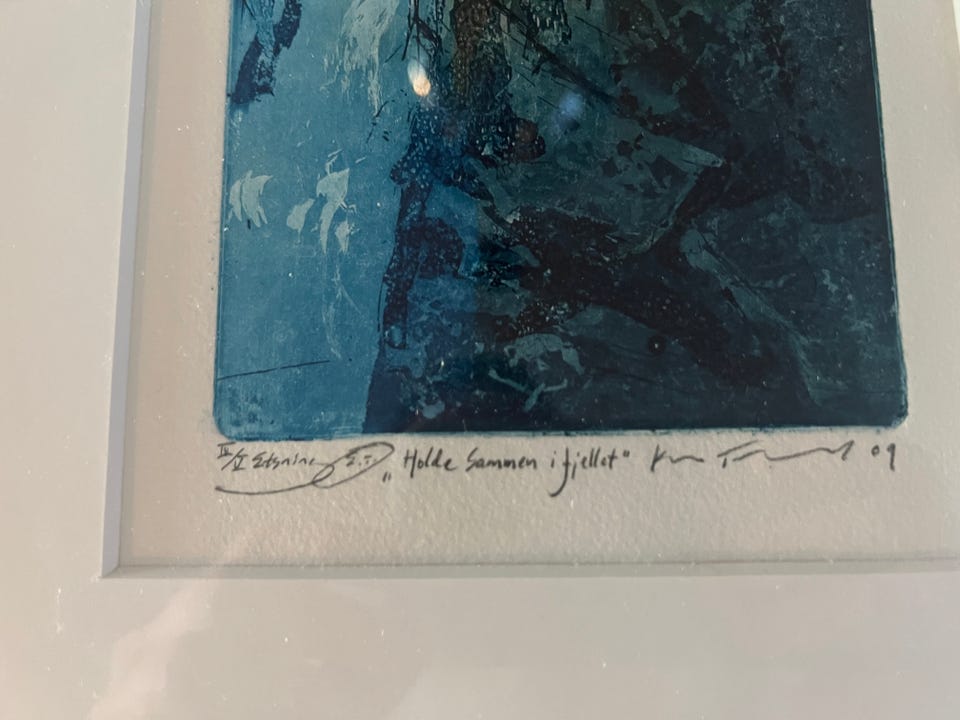 II/V Etsning E.T. „Holde Sammen i fjellet" 09